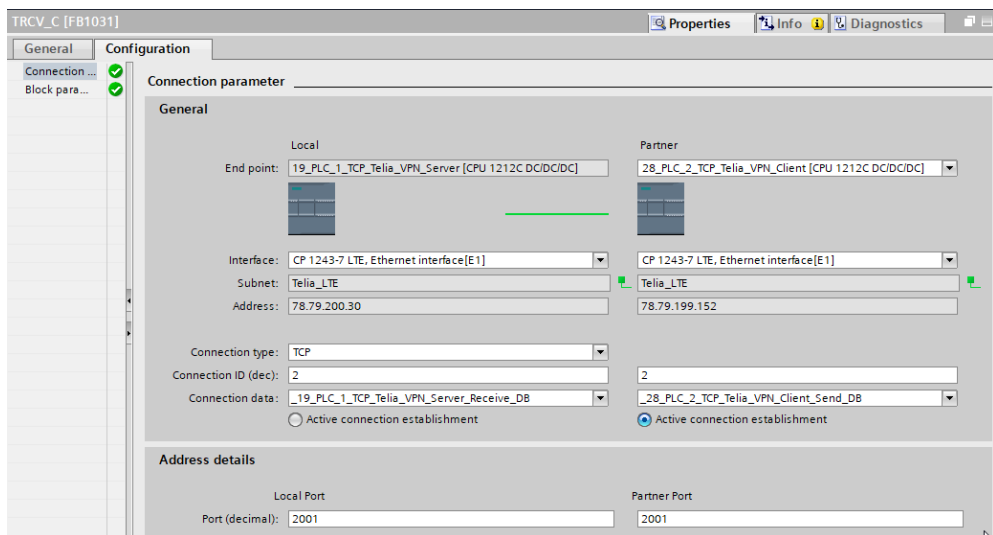 TRCV_C [FB1031]
Properties Info Diagnostics
General Configuration
Connection ...
Block para...
Connection parameter
General
Local Partner
End point: 19_PLC_1_TCP_Telia_VPN_Server [CPU 1212C DC/DC/DC] 28_PLC_2_TCP_Telia_VPN_Client [CPU 1212C DC/DC/DC]
Interface: CP 1243-7 LTE, Ethernet interface[E1] CP 1243-7 LTE, Ethernet interface[E1]
Subnet: Telia_LTE Telia_LTE
Address: 78.79.200.30 78.79.199.152
Connection type: TCP
Connection ID (dec): 2 2
Connection data: _19_PLC_1_TCP_Telia_VPN_Server_Receive_DB _28_PLC_2_TCP_Telia_VPN_Client_Send_DB
Active connection establishment Active connection establishment
Address details
Local Port Partner Port
Port (decimal): 2001 2001